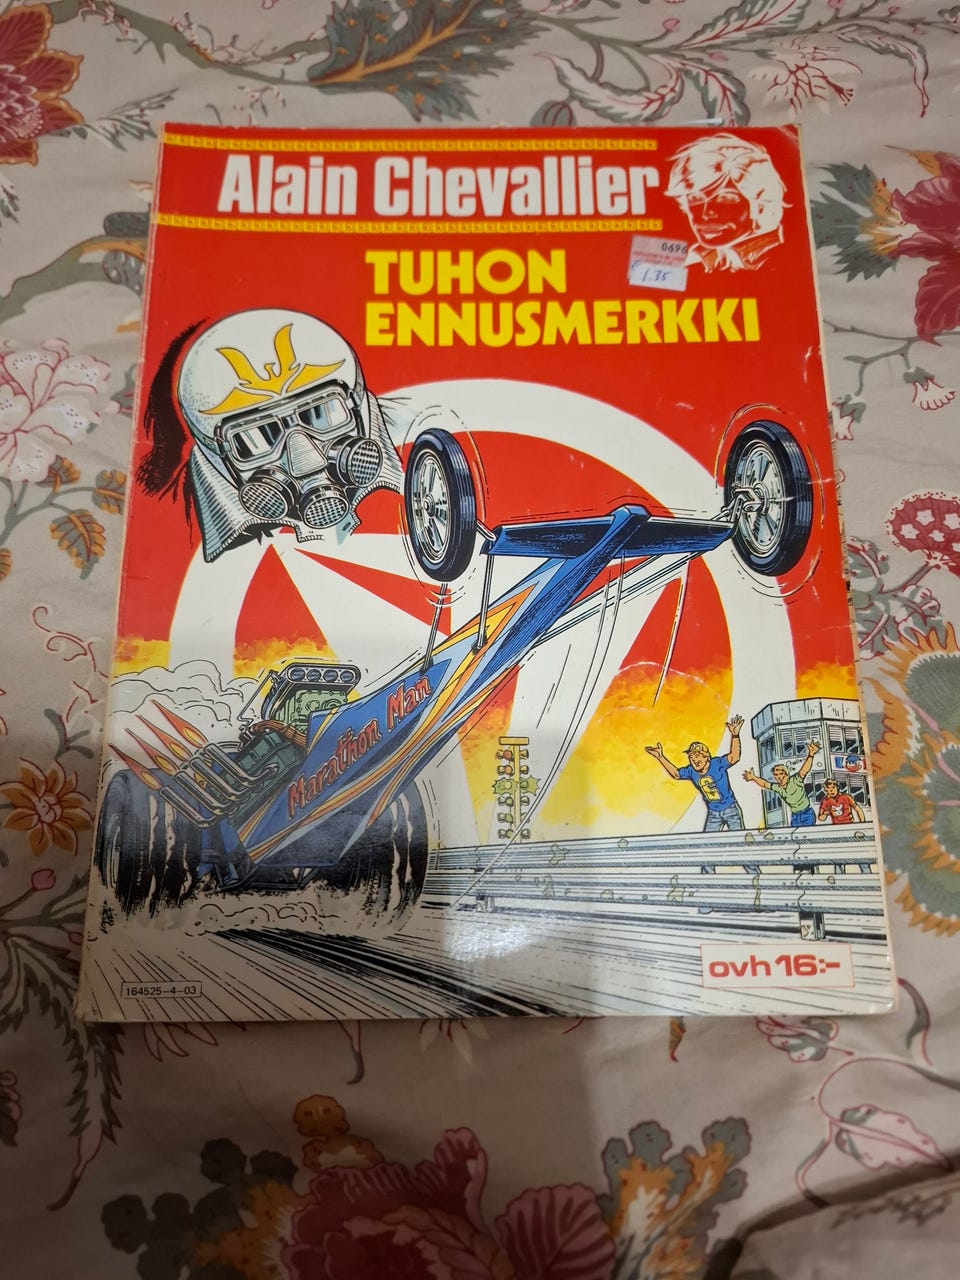 Alain Chevallier
0696
€ 1.35
TUHON
ENNUSMERKKI
Marathon Man
164525-4-03
ovh 16:-